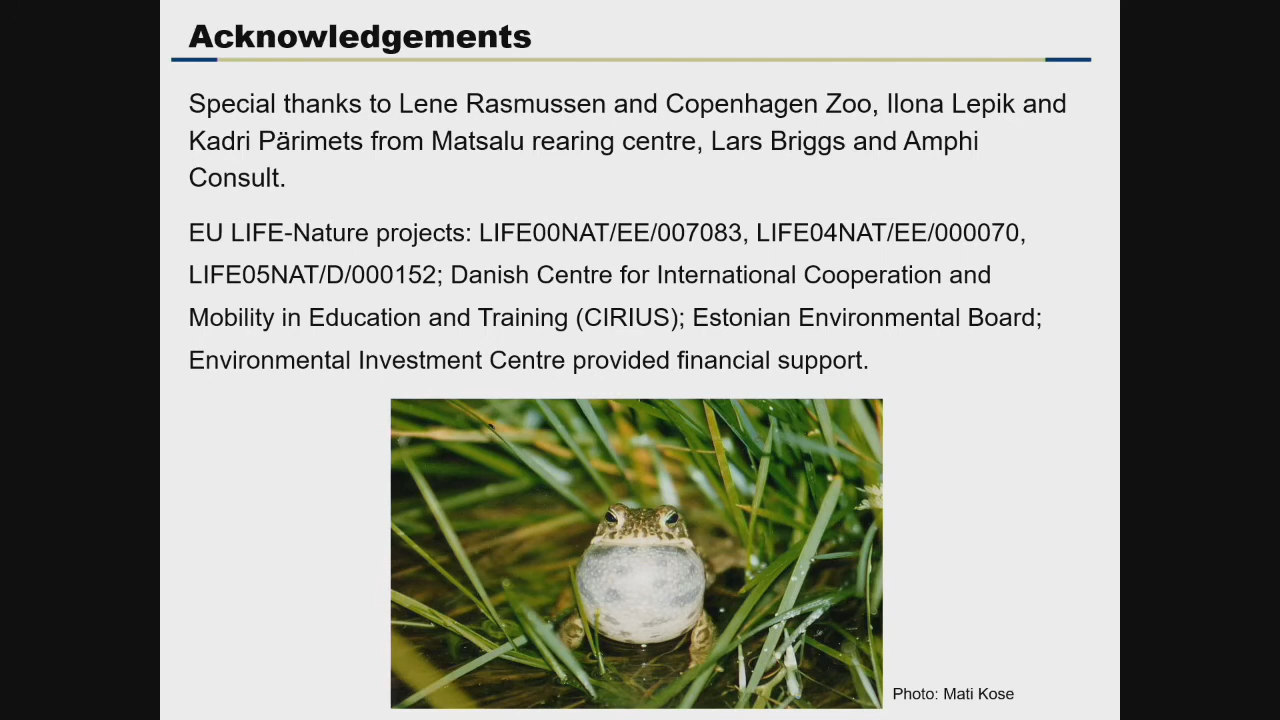 Acknowledgements
Special thanks to Lene Rasmussen and Copenhagen Zoo, Ilona Lepik and
Kadri Pärimets from Matsalu rearing centre, Lars Briggs and Amphi
Consult.
EU LIFE-Nature projects: LIFE00NAT/EE/007083, LIFE04NAT/EE/000070,
LIFE05NAT/D/000152; Danish Centre for International Cooperation and
Mobility in Education and Training (CIRIUS); Estonian Environmental Board;
Environmental Investment Centre provided financial support.
Photo: Mati Kose